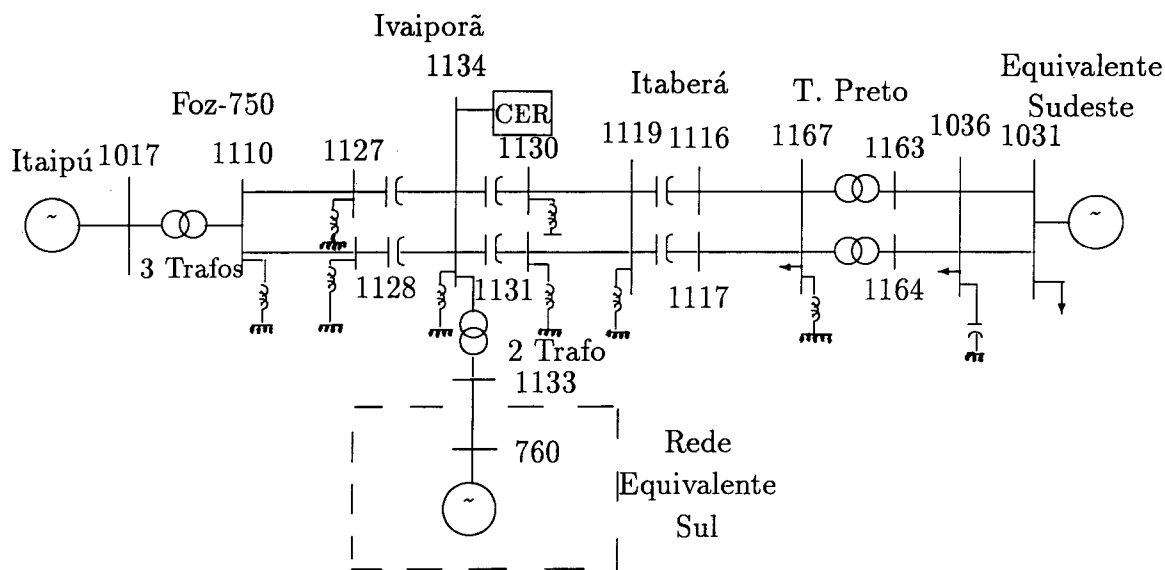 Ivaiporã
1134
Foz-750
Itaberá
T. Preto
Equivalente
Sudeste
CER
Itaipú
1017
1110
1127
1130
1119
1116
1167
1163
1036
1031
~
~
3 Trafos
1128
1131
1117
1164
2 Trafo
1133
760
~
Rede
Equivalente
Sul